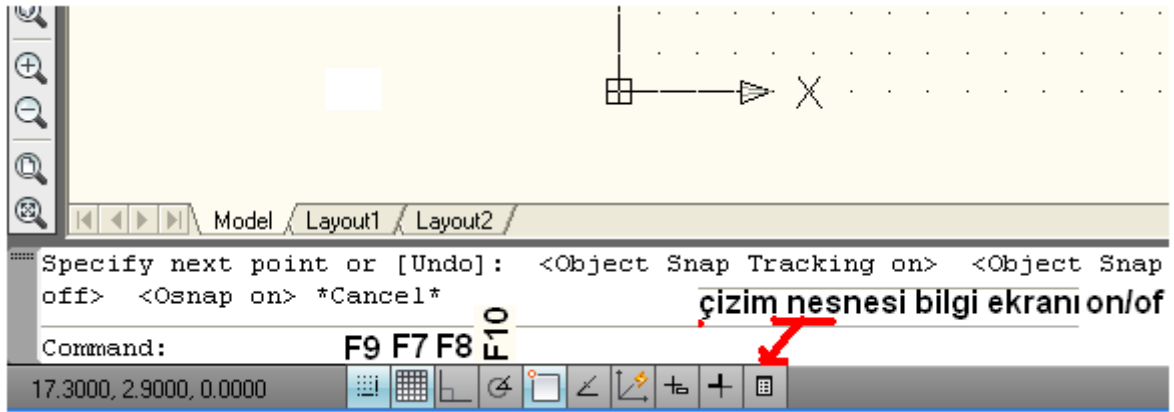 X
Model Layout1 Layout2
Specify next point or [Undo]: <Object Snap Tracking on> <Object Snap
off> <Osnap on> *Cancel*
çizim nesnesi bilgi ekranı on/of
Command: F9 F7 F8 F10
17.3000, 2.9000, 0.0000